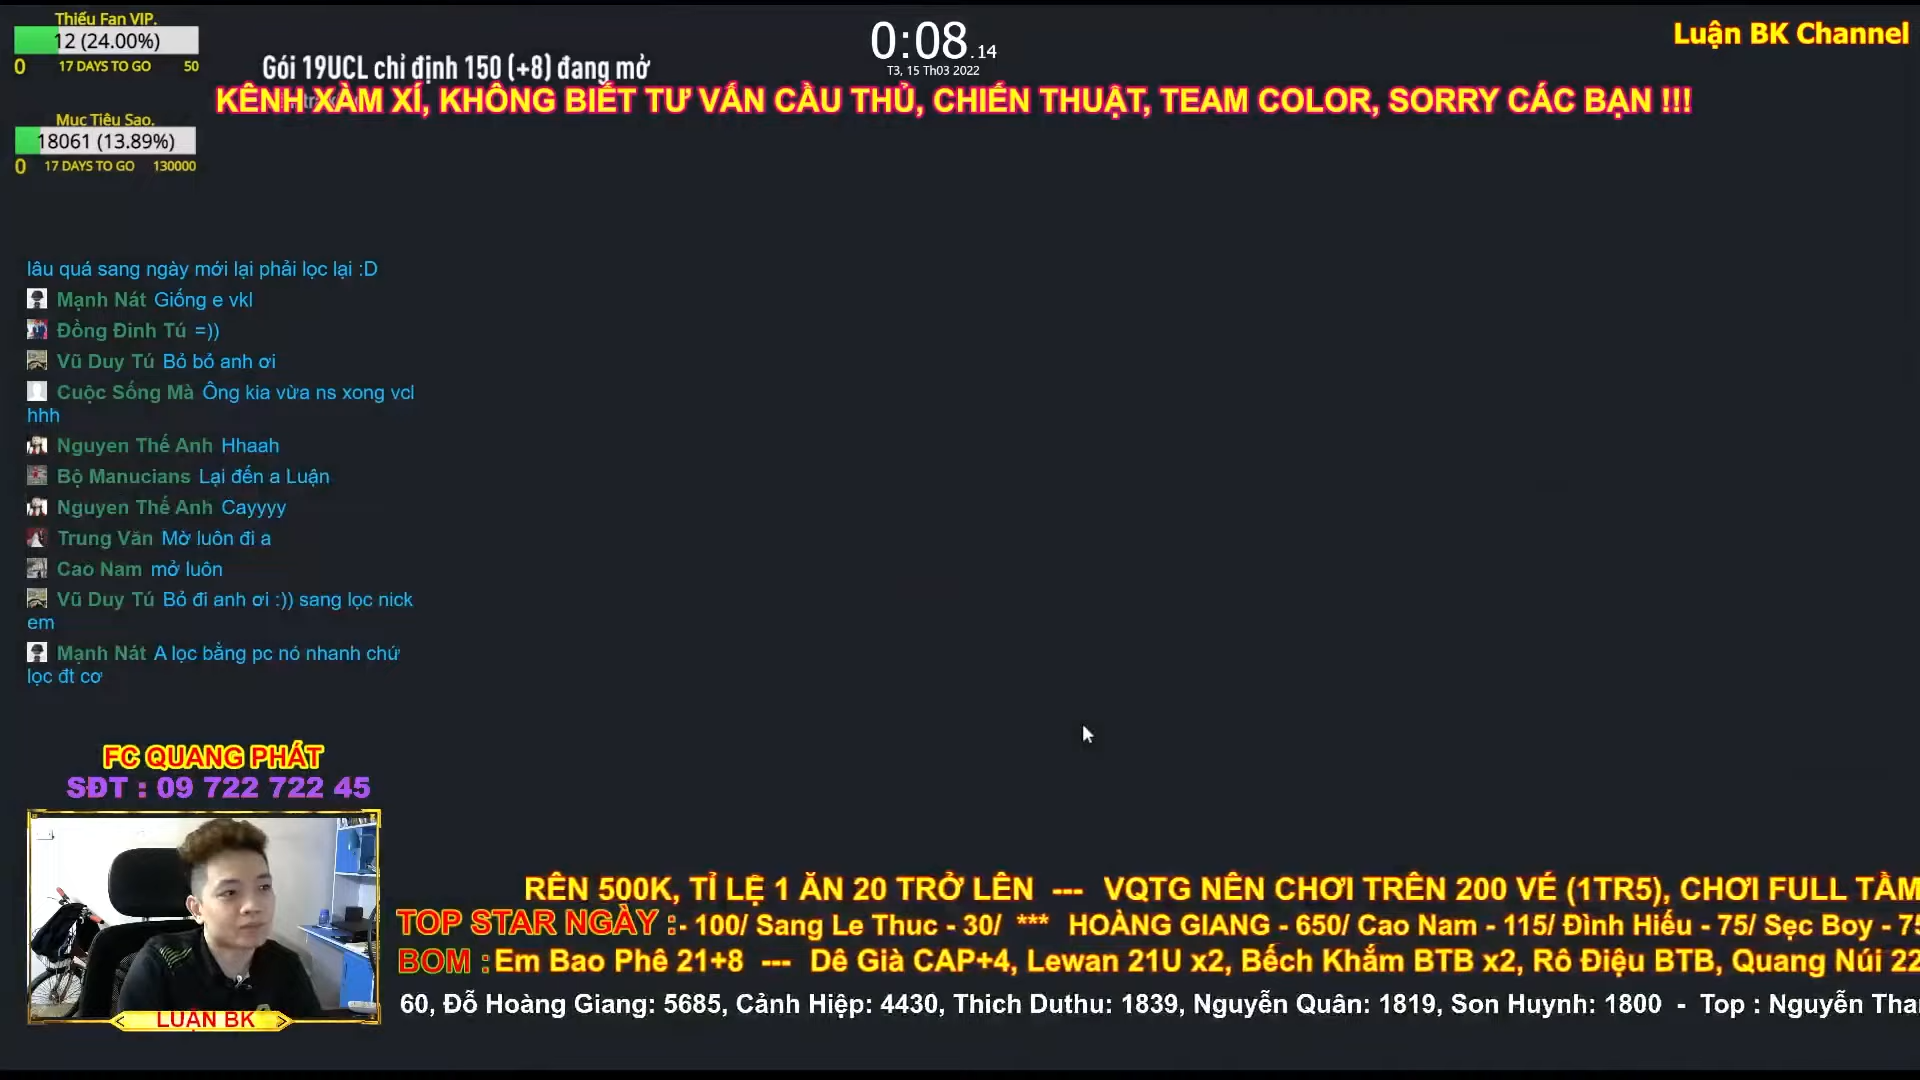 Thiếu Fan VIP.
12 (24.00%)
0 17 DAYS TO GO 50
0:08.14
T3, 15 Th03 2022
Luận BK Channel
Gói 19UCL chỉ định 150 (+8) đang mở
KÊNH XÀM XÍ, KHÔNG BIẾT TƯ VẤN CẦU THỦ, CHIẾN THUẬT, TEAM COLOR, SORRY CÁC BẠN !!!
Mục Tiêu Sao.
18061 (13.89%)
0 17 DAYS TO GO 130000
lâu quá sang ngày mới lại phải lọc lại :D
Mạnh Nát Giống e vkl
Đồng Đinh Tú =))
Vũ Duy Tú Bỏ bỏ anh ơi
Cuộc Sống Mà Ông kia vừa ns xong vcl
hhh
Nguyen Thế Anh Hhaah
Bộ Manucians Lại đến a Luận
Nguyen Thế Anh Cayyyy
Trung Văn Mờ luôn đi a
Cao Nam mở luôn
Vũ Duy Tú Bỏ đi anh ơi :)) sang lọc nick
em
Mạnh Nát A lọc bằng pc nó nhanh chứ
lọc đt cơ
FC QUANG PHÁT
SĐT : 09 722 722 45
LUẬN BK
RÊN 500K, TỈ LỆ 1 ĂN 20 TRỞ LÊN --- VQTG NÊN CHƠI TRÊN 200 VÉ (1TR5), CHƠI FULL TẦM
TOP STAR NGÀY : - 100/ Sang Le Thuc - 30/ *** HOÀNG GIANG - 650/ Cao Nam - 115/ Đình Hiếu - 75/ Sẹc Boy - 75
BOM : Em Bao Phê 21+8 --- Dê Già CAP+4, Lewan 21U x2, Bếch Khắm BTB x2, Rô Điệu BTB, Quang Núi 22
60, Đỗ Hoàng Giang: 5685, Cảnh Hiệp: 4430, Thich Duthu: 1839, Nguyễn Quân: 1819, Son Huynh: 1800 - Top : Nguyễn Tha